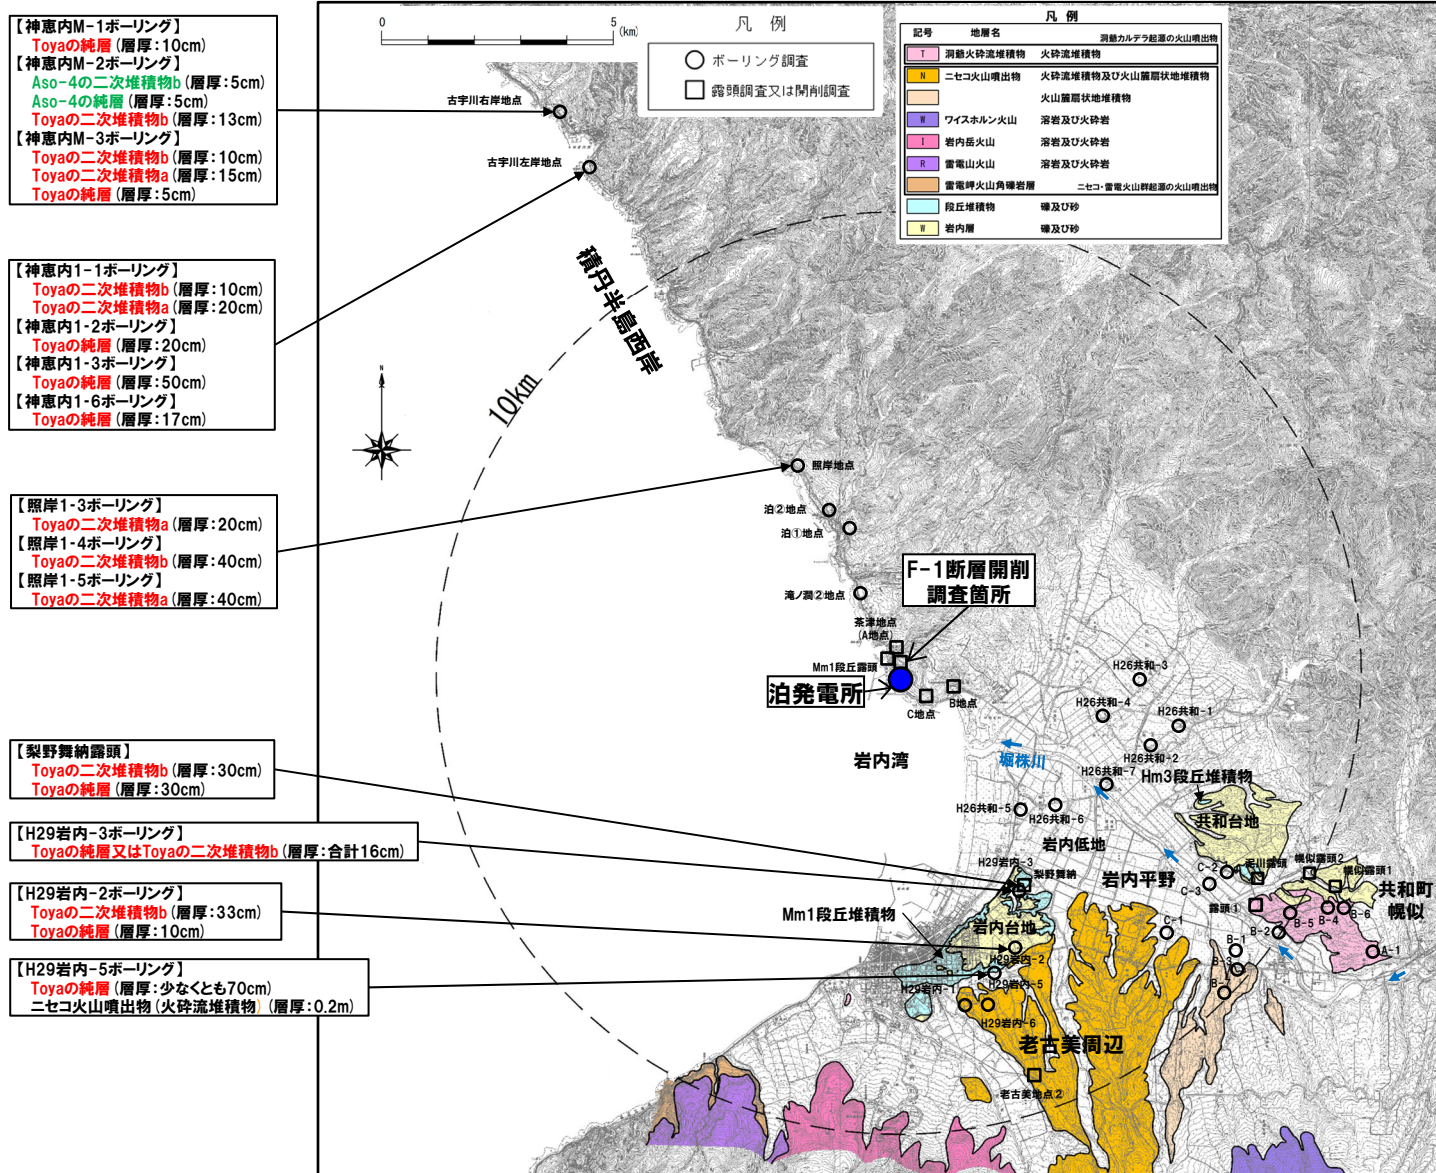 【神恵内M-1ボーリング】
Toyaの純層(層厚:10cm)
【神恵内M-2ボーリング】
Aso-4の二次堆積物b(層厚:5cm)
Aso-4の純層(層厚:5cm)
Toyaの二次堆積物b(層厚:13cm)
【神恵内M-3ボーリング】
Toyaの二次堆積物b(層厚:10cm)
Toyaの二次堆積物a(層厚:15cm)
Toyaの純層(層厚:5cm)
【神恵内1-1ボーリング】
Toyaの二次堆積物b(層厚:10cm)
Toyaの二次堆積物a(層厚:20cm)
【神恵内1-2ボーリング】
Toyaの純層(層厚:20cm)
【神恵内1-3ボーリング】
Toyaの純層(層厚:50cm)
【神恵内1-6ボーリング】
Toyaの純層(層厚:17cm)
【照岸1-3ボーリング】
Toyaの二次堆積物a(層厚:20cm)
【照岸1-4ボーリング】
Toyaの二次堆積物b(層厚:40cm)
【照岸1-5ボーリング】
Toyaの二次堆積物a(層厚:40cm)
【梨野舞納露頭】
Toyaの二次堆積物b(層厚:30cm)
Toyaの純層(層厚:30cm)
【H29岩内-3ボーリング】
Toyaの純層又はToyaの二次堆積物b(層厚:合計16cm)
【H29岩内-2ボーリング】
Toyaの二次堆積物b(層厚:33cm)
Toyaの純層(層厚:10cm)
【H29岩内-5ボーリング】
Toyaの純層(層厚:少なくとも70cm)
ニセコ火山噴出物(火砕流堆積物)(層厚:0.2m)
0 5
(km)
凡 例
ボーリング調査
露頭調査又は開削調査
凡 例
記号 地層名 洞爺カルデラ起源の火山噴出物
T 洞爺火砕流堆積物 火砕流堆積物
N ニセコ火山噴出物 火砕流堆積物及び火山麓扇状地堆積物
火山麓扇状地堆積物
W ワイスホルン火山 溶岩及び火砕岩
I 岩内岳火山 溶岩及び火砕岩
R 雷電山火山 溶岩及び火砕岩
雷電岬火山角礫岩層 ニセコ・雷電火山群起源の火山噴出物
段丘堆積物 礫及び砂
W 岩内層 礫及び砂
古宇川右岸地点
古宇川左岸地点
積丹半島西岸
10km
N
照岸地点
泊②地点
泊①地点
滝ノ澗②地点
F-1断層開削
調査箇所
茶津地点
(A地点)
Mm1段丘露頭
泊発電所
C地点
B地点
岩内湾
堀株川
H26共和-3
H26共和-4
H26共和-1
H26共和-2
H26共和-7
Hm3段丘堆積物
H26共和-5
H26共和-6
共和台地
岩内低地
岩内平野
H29岩内-3
梨野舞納
C-2
泥川露頭
幌似露頭2
幌似露頭1
C-3
露頭1
共和町
幌似
B-6
B-4
B-5
B-2
C-1
B-1
B-3
B-7
A-1
Mm1段丘堆積物
岩内台地
H29岩内-2
H29岩内-5
H29岩内-1
H29岩内-6
老古美周辺
老古美地点2